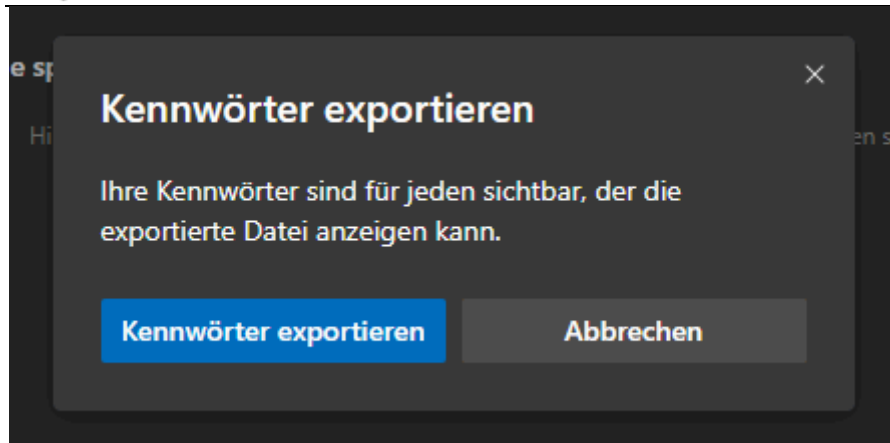 Kennwörter exportieren
Ihre Kennwörter sind für jeden sichtbar, der die
exportierte Datei anzeigen kann.
Kennwörter exportieren
Abbrechen